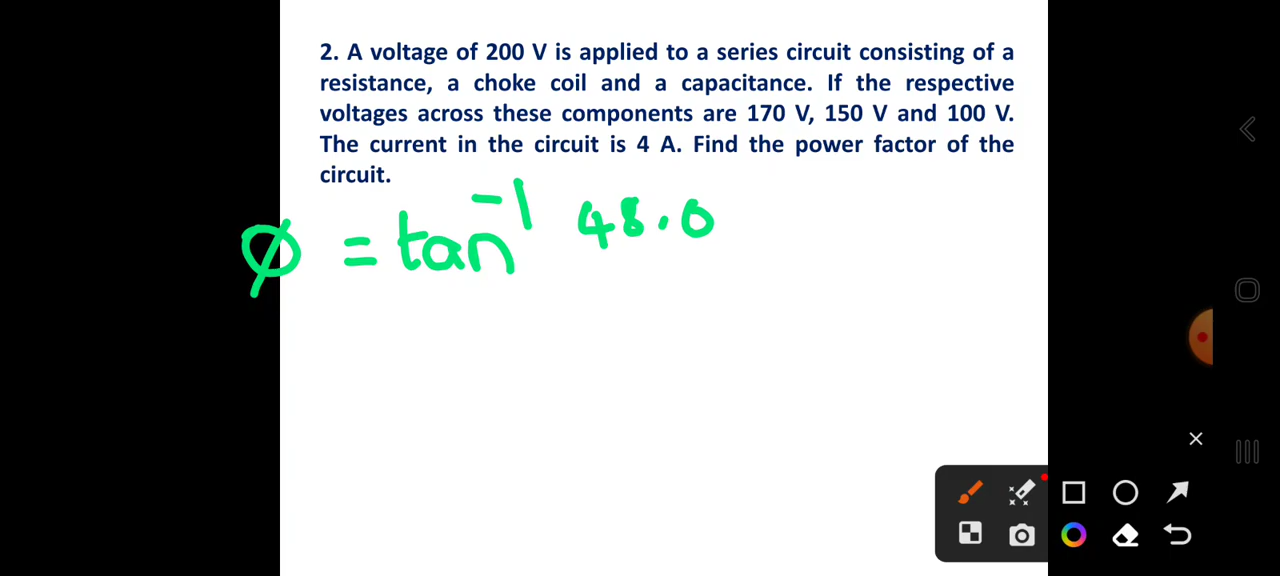 2. A voltage of 200 V is applied to a series circuit consisting of a
resistance, a choke coil and a capacitance. If the respective
voltages across these components are 170 V, 150 V and 100 V.
The current in the circuit is 4 A. Find the power factor of the
circuit.
φ = tan⁻¹ 48.0